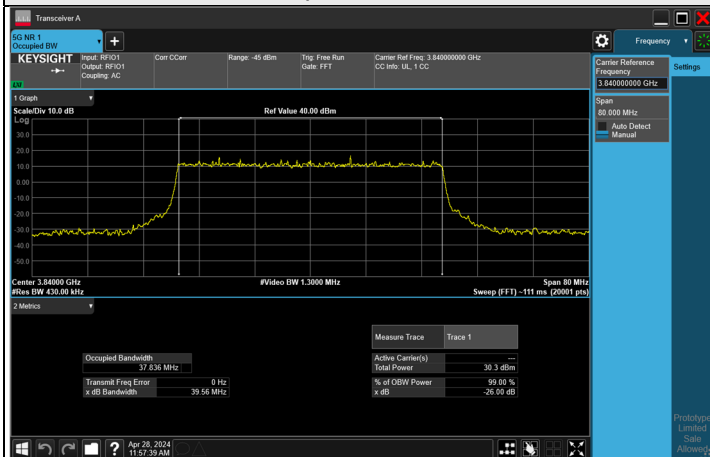 Transceiver A
5G NR 1
Occupied BW
Frequency
KEYSIGHT
Input: RFIO1
Output: RFIO1
Coupling: AC
Corr CCorr
Range: -45 dBm
Trig: Free Run
Gate: FFT
Carrier Ref Freq: 3.840000000 GHz
CC Info: UL, 1 CC
LXI
Carrier Reference
Frequency
3.840000000 GHz
Settings
Span
80.000 MHz
Auto Detect
Manual
1 Graph
Scale/Div 10.0 dB
Ref Value 40.00 dBm
Log
30.0
20.0
10.0
0.00
-10.0
-20.0
-30.0
-40.0
-50.0
Center 3.84000 GHz
#Video BW 1.3000 MHz
Span 80 MHz
#Res BW 430.00 kHz
Sweep (FFT) ~111 ms (20001 pts)
2 Metrics
Measure Trace
Trace 1
Occupied Bandwidth
37.836 MHz
Active Carrier(s)
---
Total Power
30.3 dBm
Transmit Freq Error
0 Hz
% of OBW Power
99.00 %
x dB Bandwidth
39.56 MHz
x dB
-26.00 dB
Prototype
Limited
Sale
Allowed
Apr 28, 2024
11:57:39 AM